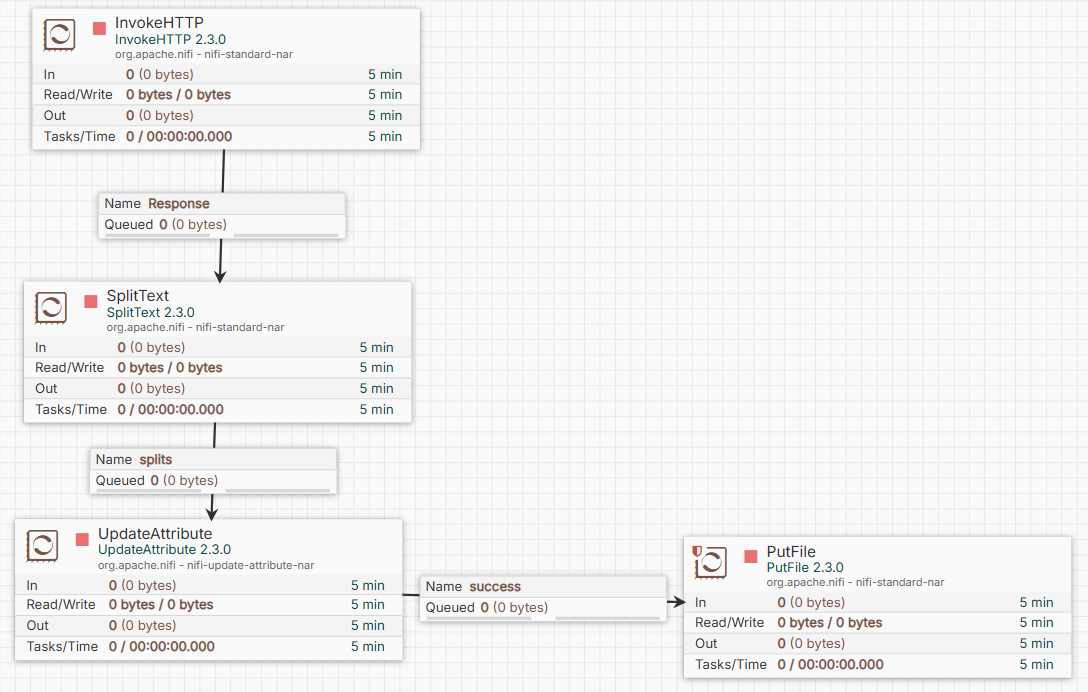 InvokeHTTP
InvokeHTTP 2.3.0
org.apache.nifi - nifi-standard-nar
In 0 (0 bytes) 5 min
Read/Write 0 bytes / 0 bytes 5 min
Out 0 (0 bytes) 5 min
Tasks/Time 0 / 00:00:00.000 5 min
Name Response
Queued 0 (0 bytes)
SplitText
SplitText 2.3.0
org.apache.nifi - nifi-standard-nar
In 0 (0 bytes) 5 min
Read/Write 0 bytes / 0 bytes 5 min
Out 0 (0 bytes) 5 min
Tasks/Time 0 / 00:00:00.000 5 min
Name splits
Queued 0 (0 bytes)
UpdateAttribute
UpdateAttribute 2.3.0
org.apache.nifi - nifi-update-attribute-nar
In 0 (0 bytes) 5 min
Read/Write 0 bytes / 0 bytes 5 min
Out 0 (0 bytes) 5 min
Tasks/Time 0 / 00:00:00.000 5 min
Name success
Queued 0 (0 bytes)
PutFile
PutFile 2.3.0
org.apache.nifi - nifi-standard-nar
In 0 (0 bytes) 5 min
Read/Write 0 bytes / 0 bytes 5 min
Out 0 (0 bytes) 5 min
Tasks/Time 0 / 00:00:00.000 5 min